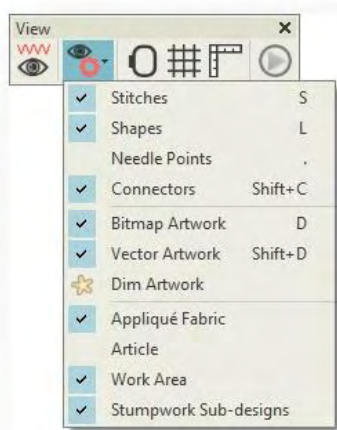 View
Stitches S
Shapes L
Needle Points .
Connectors Shift+C
Bitmap Artwork D
Vector Artwork Shift+D
Dim Artwork
Appliqué Fabric
Article
Work Area
Stumpwork Sub-designs